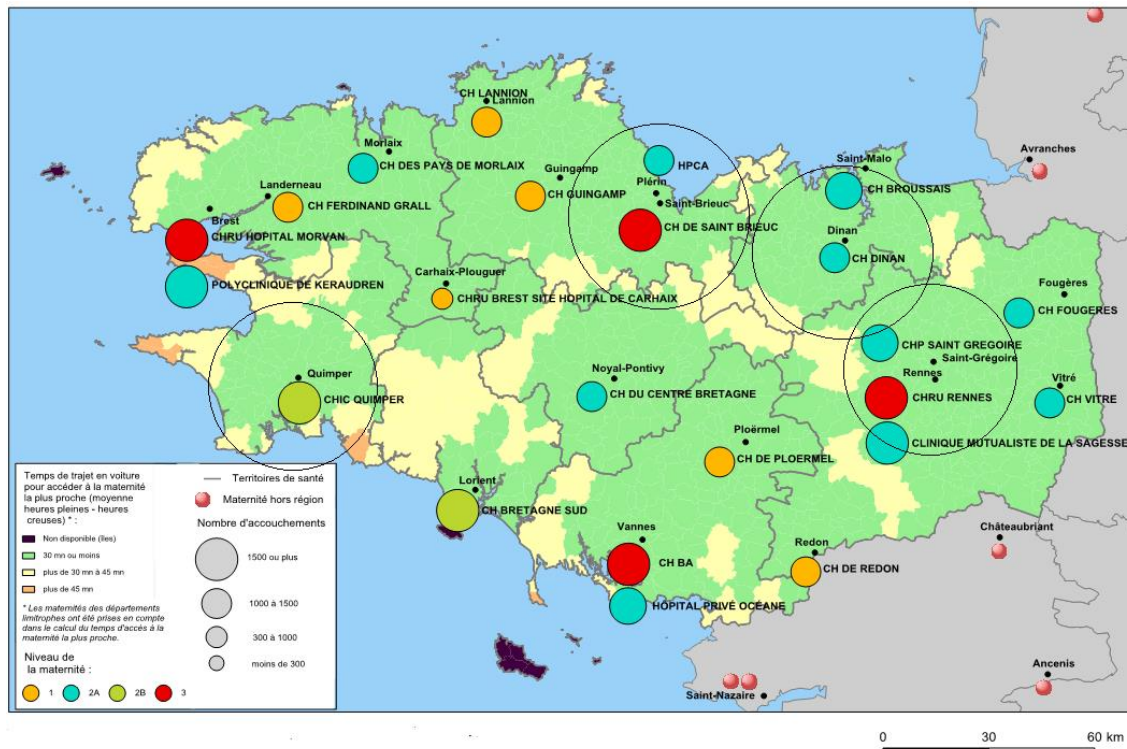 CH LANNION
Lannion
Morlaix
CH DES PAYS DE MORLAIX
Guingamp
CH GUINGAMP
HPCA
Plérin
Saint-Brieuc
CH DE SAINT BRIEUC
Saint-Malo
CH BROUSSAIS
Dinan
CH DINAN
Avranches
Landerneau
CH FERDINAND GRALL
Brest
CHRU HOPITAL MORVAN
POLYCLINIQUE DE KERAUDREN
Carhaix-Plouguer
CHRU BREST SITE HOPITAL DE CARHAIX
Fougères
CH FOUGERES
CHP SAINT GREGOIRE
Saint-Grégoire
Rennes
CHRU RENNES
Vitré
CH VITRE
CLINIQUE MUTUALISTE DE LA SAGESSE
Quimper
CHIC QUIMPER
Noyal-Pontivy
CH DU CENTRE BRETAGNE
Ploërmel
CH DE PLOERMEL
Lorient
CH BRETAGNE SUD
Vannes
CH BA
HÔPITAL PRIVÉ OCÉANE
Redon
CH DE REDON
Châteaubriant
Ancenis
Saint-Nazaire
Temps de trajet en voiture
pour accéder à la maternité
la plus proche (moyenne
heures pleines - heures
creuses) * :
Non disponible (îles)
30 mn ou moins
plus de 30 mn à 45 mn
plus de 45 mn
* Les maternités des départements
limitrophes ont été prises en compte
dans le calcul du temps d'accès à la
maternité la plus proche.
Niveau de
la maternité :
1
2A
2B
3
Territoires de santé
Maternité hors région
Nombre d'accouchements
1500 ou plus
1000 à 1500
300 à 1000
moins de 300
0 30 60 km